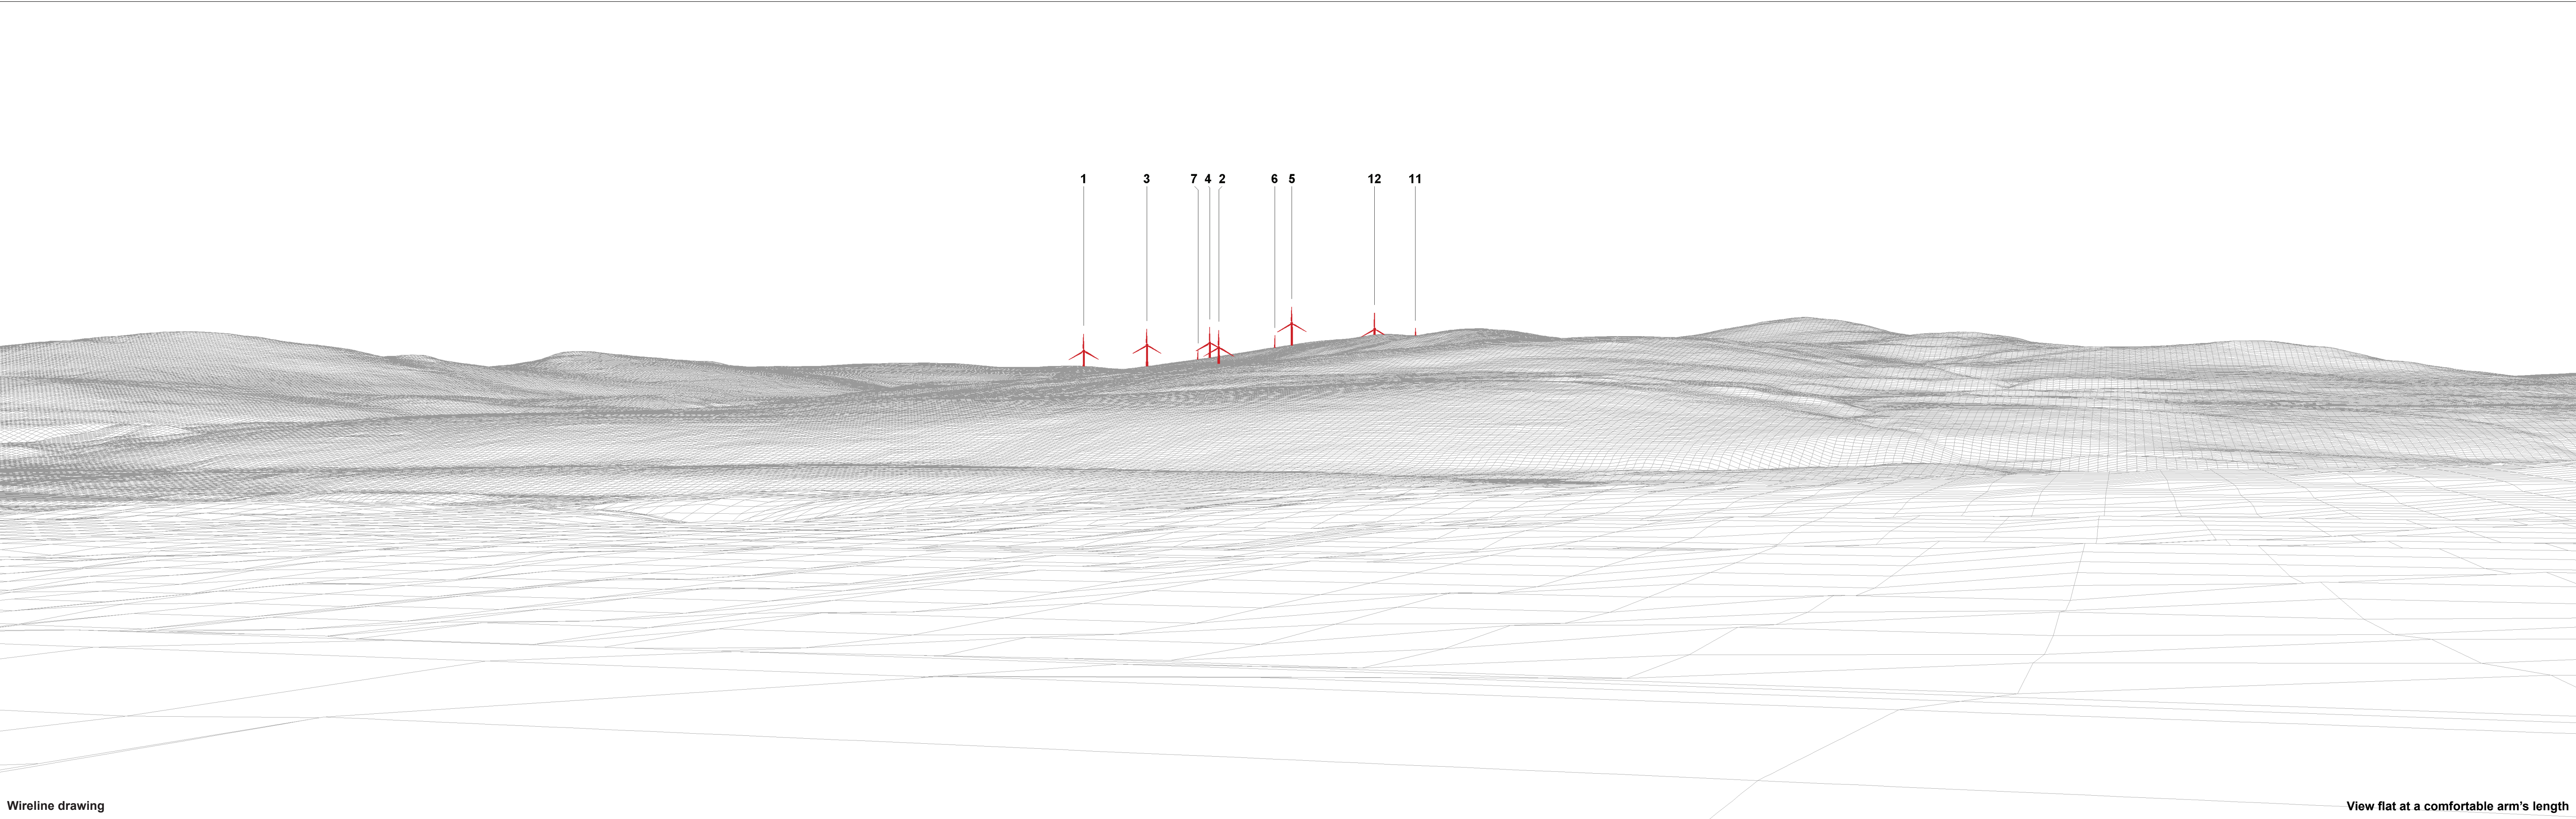 1 3 7 4 2 6 5 12 11
Wireline drawing
View flat at a comfortable arm's length